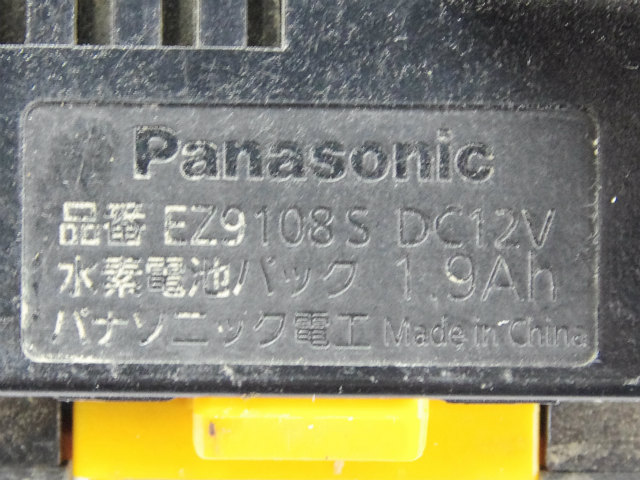 Panasonic
品番 EZ9108S DC12V
水素電池パック 1.9Ah
パナソニック電工 Made in China